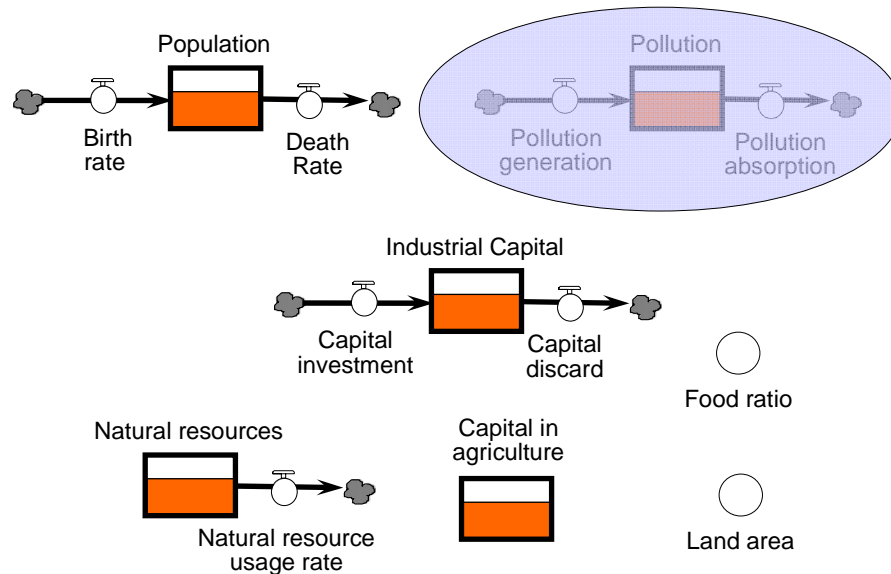 Population
Birth
rate
Death
Rate
Pollution
Pollution
generation
Pollution
absorption
Industrial Capital
Capital
investment
Capital
discard
Food ratio
Natural resources
Natural resource
usage rate
Capital in
agriculture
Land area